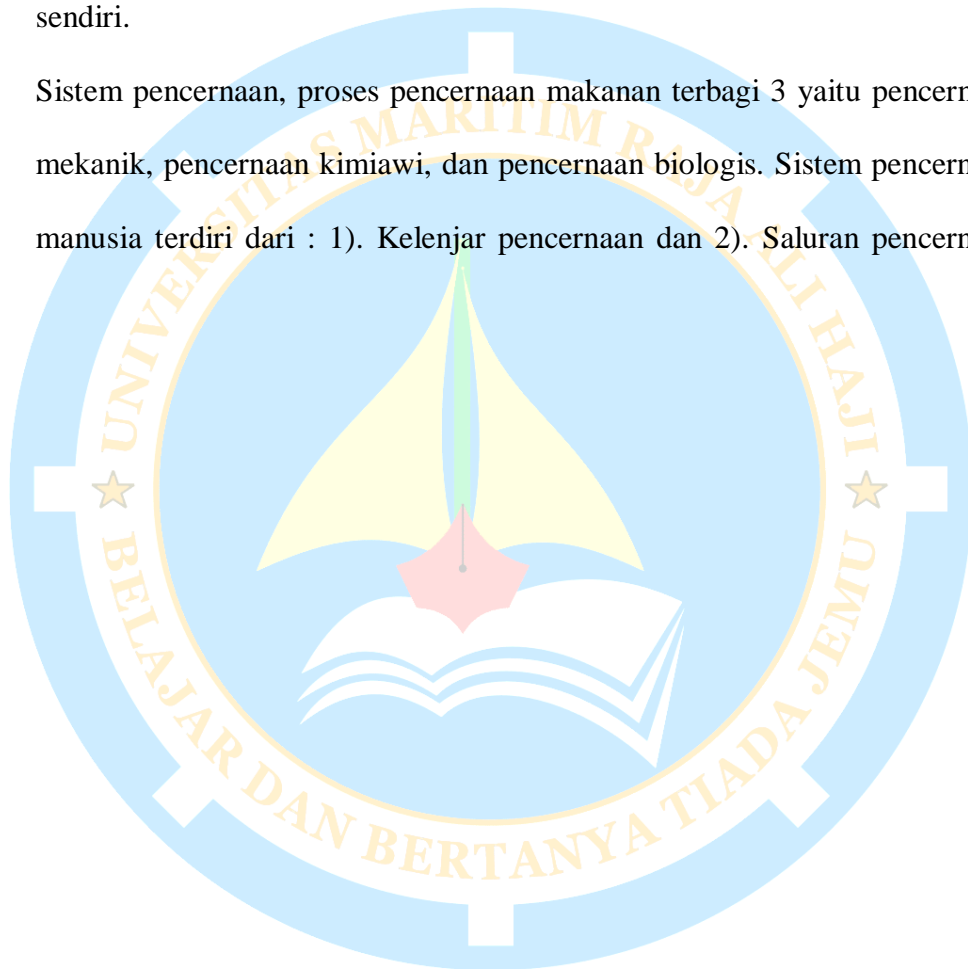 sendiri.
Sistem pencernaan, proses pencernaan makanan terbagi 3 yaitu pencern
mekanik, pencernaan kimiawi, dan pencernaan biologis. Sistem pencern
manusia terdiri dari : 1). Kelenjar pencernaan dan 2). Saluran pencern
UNIVERSITAS MARITIM RAJA ALI HAJI
BELAJAR DAN BERTANYA TIADA JEMU